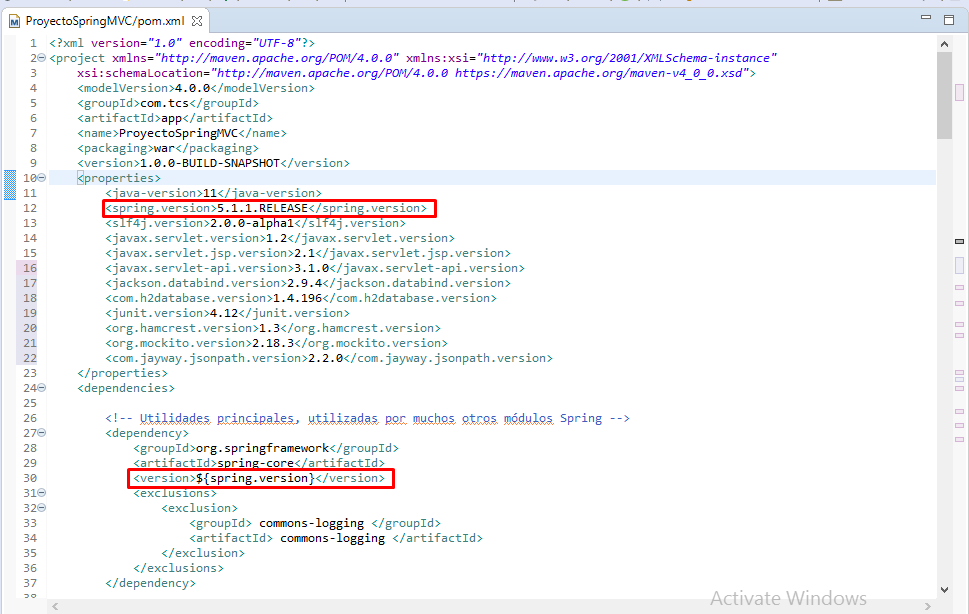 ProyectoSpringMVC/pom.xml
1 <?xml version="1.0" encoding="UTF-8"?>
2 <project xmlns="http://maven.apache.org/POM/4.0.0" xmlns:xsi="http://www.w3.org/2001/XMLSchema-instance"
3 xsi:schemaLocation="http://maven.apache.org/POM/4.0.0 https://maven.apache.org/maven-v4_0_0.xsd">
4 <modelVersion>4.0.0</modelVersion>
5 <groupId>com.tcs</groupId>
6 <artifactId>app</artifactId>
7 <name>ProyectoSpringMVC</name>
8 <packaging>war</packaging>
9 <version>1.0.0-BUILD-SNAPSHOT</version>
10 <properties>
11 <java-version>11</java-version>
12 <spring.version>5.1.1.RELEASE</spring.version>
13 <slf4j.version>2.0.0-alpha1</slf4j.version>
14 <javax.servlet.version>1.2</javax.servlet.version>
15 <javax.servlet.jsp.version>2.1</javax.servlet.jsp.version>
16 <javax.servlet-api.version>3.1.0</javax.servlet-api.version>
17 <jackson.databind.version>2.9.4</jackson.databind.version>
18 <com.h2database.version>1.4.196</com.h2database.version>
19 <junit.version>4.12</junit.version>
20 <org.hamcrest.version>1.3</org.hamcrest.version>
21 <org.mockito.version>2.18.3</org.mockito.version>
22 <com.jayway.jsonpath.version>2.2.0</com.jayway.jsonpath.version>
23 </properties>
24 <dependencies>
25
26 <!-- Utilidades principales, utilizadas por muchos otros módulos Spring -->
27 <dependency>
28 <groupId>org.springframework</groupId>
29 <artifactId>spring-core</artifactId>
30 <version>${spring.version}</version>
31 <exclusions>
32 <exclusion>
33 <groupId> commons-logging </groupId>
34 <artifactId> commons-logging </artifactId>
35 </exclusion>
36 </exclusions>
37 </dependency>
38
Activate Windows